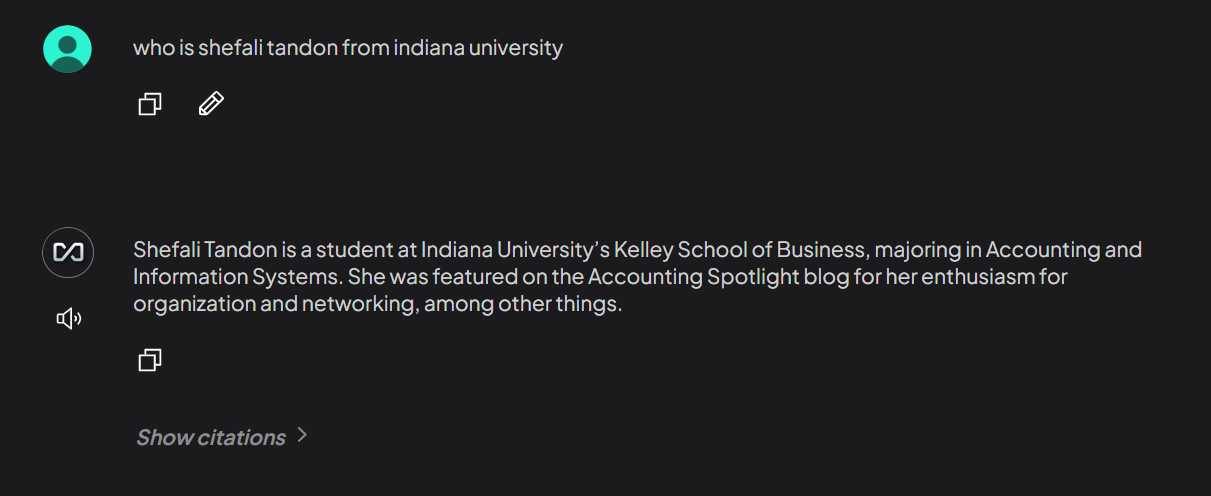 who is shefali tandon from indiana university
Shefali Tandon is a student at Indiana University’s Kelley School of Business, majoring in Accounting and
Information Systems. She was featured on the Accounting Spotlight blog for her enthusiasm for
organization and networking, among other things.
Show citations